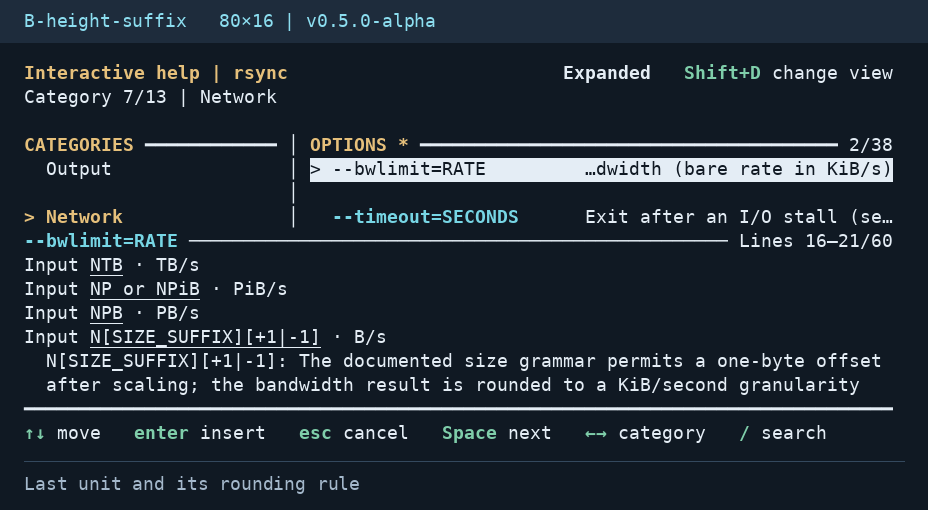 B-height-suffix   80×16 | v0.5.0-alpha
Interactive help | rsync   Expanded   Shift+D change view
Category 7/13 | Network
CATEGORIES   │ OPTIONS *   2/38
Output   │ > --bwlimit=RATE   …dwidth (bare rate in KiB/s)
> Network   │ --timeout=SECONDS   Exit after an I/O stall (se…
--bwlimit=RATE   Lines 16–21/60
Input NTB · TB/s
Input NP or NPiB · PiB/s
Input NPB · PB/s
Input N[SIZE_SUFFIX][+1|-1] · B/s
N[SIZE_SUFFIX][+1|-1]: The documented size grammar permits a one-byte offset
after scaling; the bandwidth result is rounded to a KiB/second granularity
↑↓ move   enter insert   esc cancel   Space next   ←→ category   / search
Last unit and its rounding rule